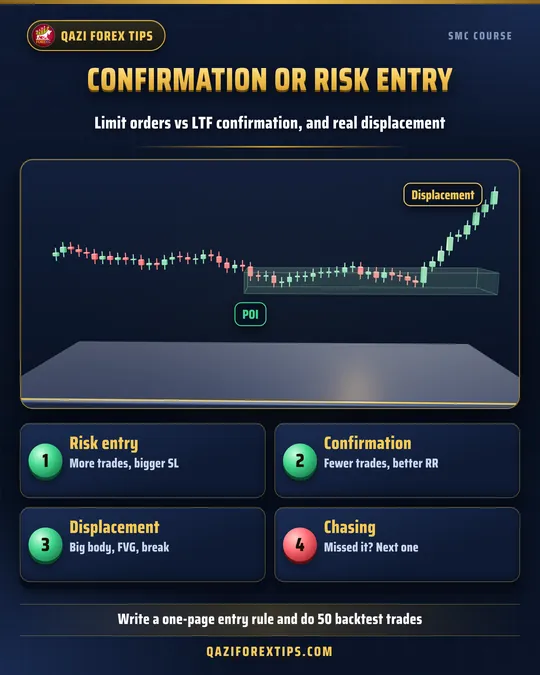 QAZI FOREX TIPS
SMC COURSE
CONFIRMATION OR RISK ENTRY
Limit orders vs LTF confirmation, and real displacement
Displacement
POI
1
Risk entry
More trades, bigger SL
2
Confirmation
Fewer trades, better RR
3
Displacement
Big body, FVG, break
4
Chasing
Missed it? Next one
Write a one-page entry rule and do 50 backtest trades
QAZIFOREXTIPS.COM